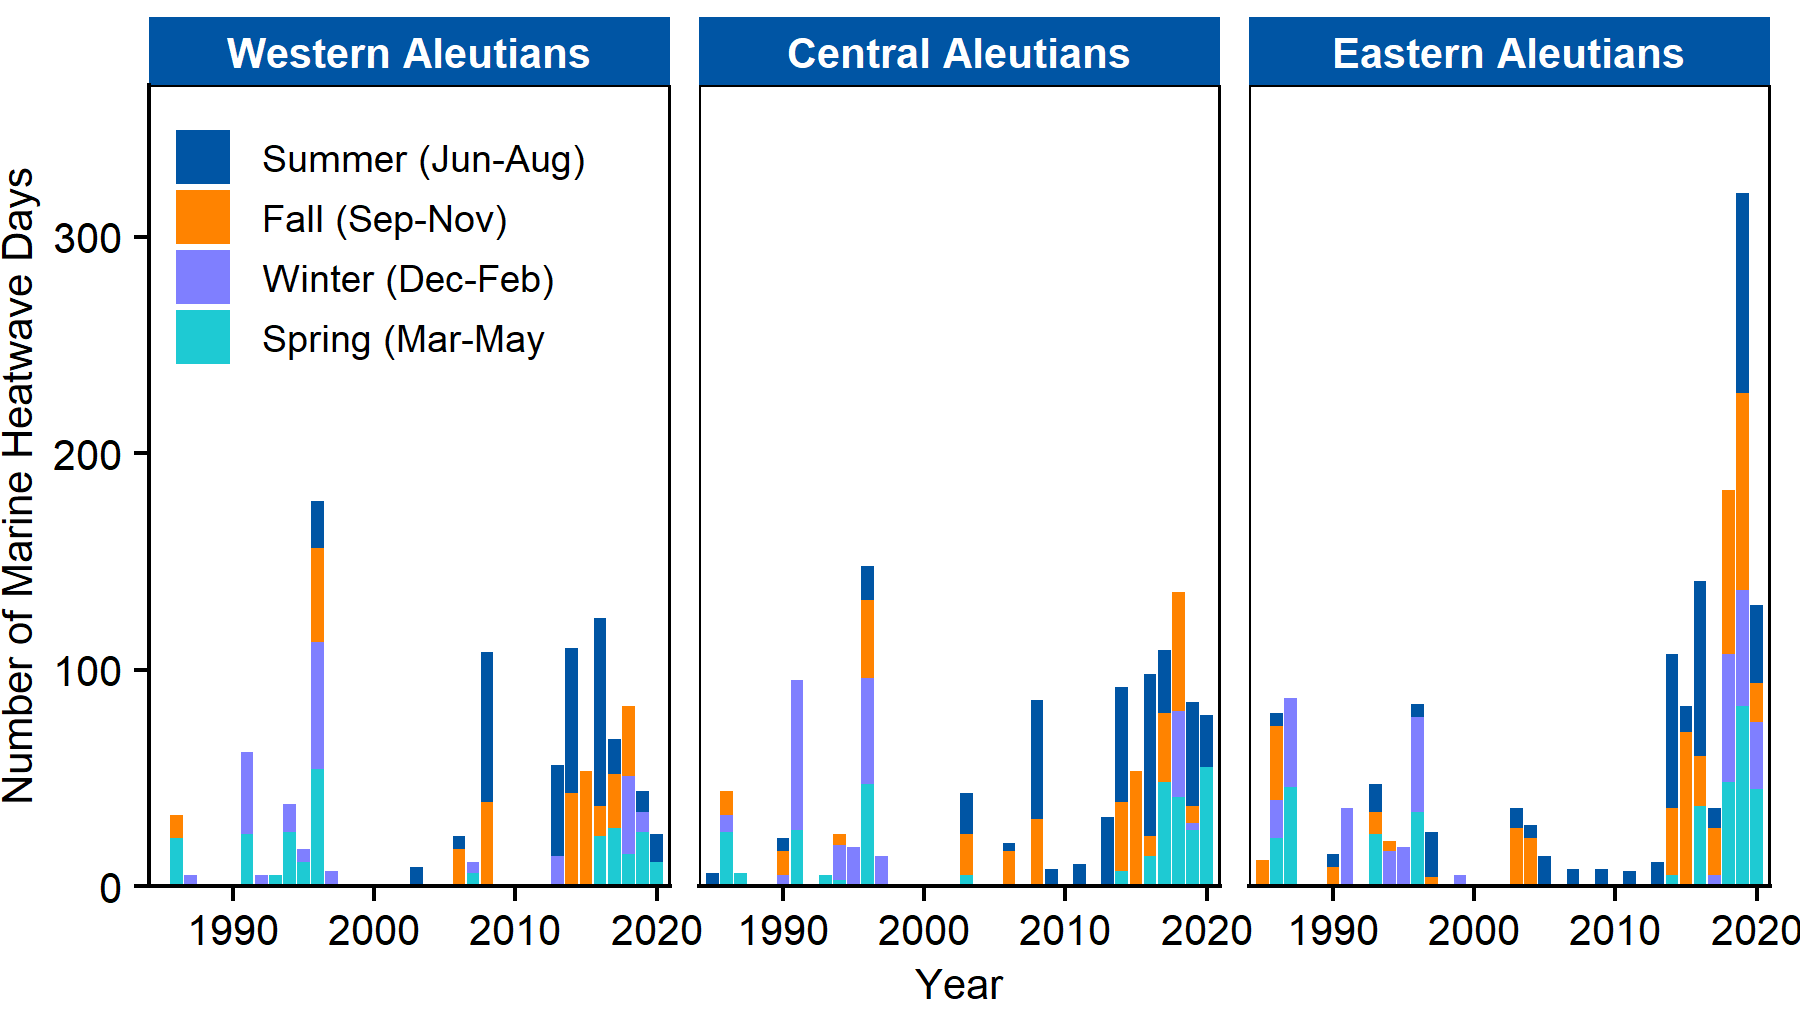 Western Aleutians
Central Aleutians
Eastern Aleutians
Number of Marine Heatwave Days
300
200
100
0
Summer (Jun-Aug)
Fall (Sep-Nov)
Winter (Dec-Feb)
Spring (Mar-May
1990
2000
2010
2020
1990
2000
2010
2020
1990
2000
2010
2020
Year